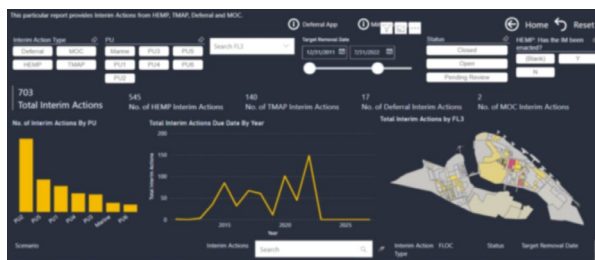 This particular report provides Interim Actions from HEMP, TMAP, Deferral and MOC.
Deferral App
Home
Reset
Interim Action Type
PU
Search FL3
Target Removal Date
Status
HEMP: Has the IM been enacted?
Deferral
MOC
HEMP
TMAP
Marine
PU3
PU5
PU1
PU4
PU2
12/31/2011
7/31/2022
Closed
Open
Pending Review
(Blank)
Y
N
703
Total Interim Actions
545
No. of HEMP Interim Actions
140
No. of TMAP Interim Actions
17
No. of Deferral Interim Actions
2
No. of MOC Interim Actions
No. of Interim Actions By PU
PU2
PU5
PU1
PU4
PU3
Marine
Total Interim Actions Due Date By Year
Total Interim Actions
200
150
100
50
0
2015
2020
2025
Year
Total Interim Actions by FL3
Scenario
Interim Actions
Search
Interim Action Type
FLOC
Status
Target Removal Date